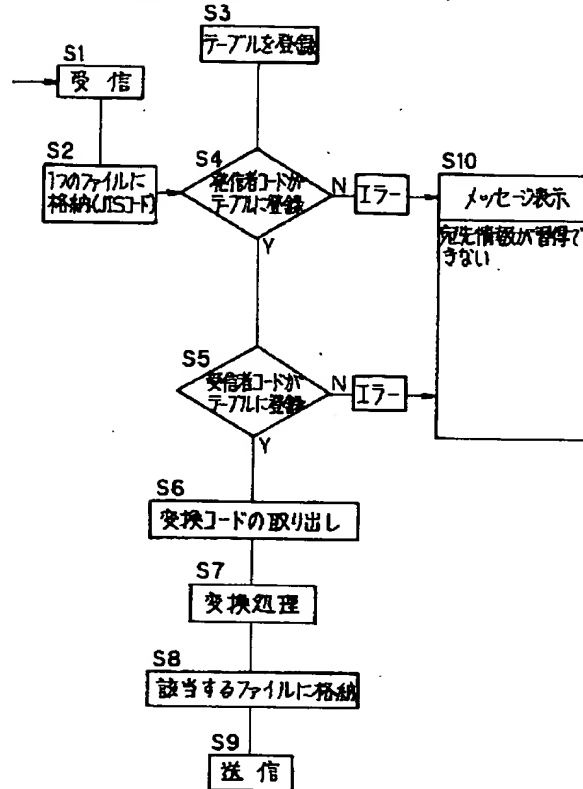 S3
テーブルを登録
S1
受信
S2
1つのファイルに
格納(JISコード)
S4
発信者コードが
テーブルに登録
N
エラー
Y
S10
メッセージ表示
宛先情報が習得で
きない
S5
受信者コードが
テーブルに登録
N
エラー
Y
S6
変換コードの取り出し
S7
変換処理
S8
該当するファイルに格納
S9
送信